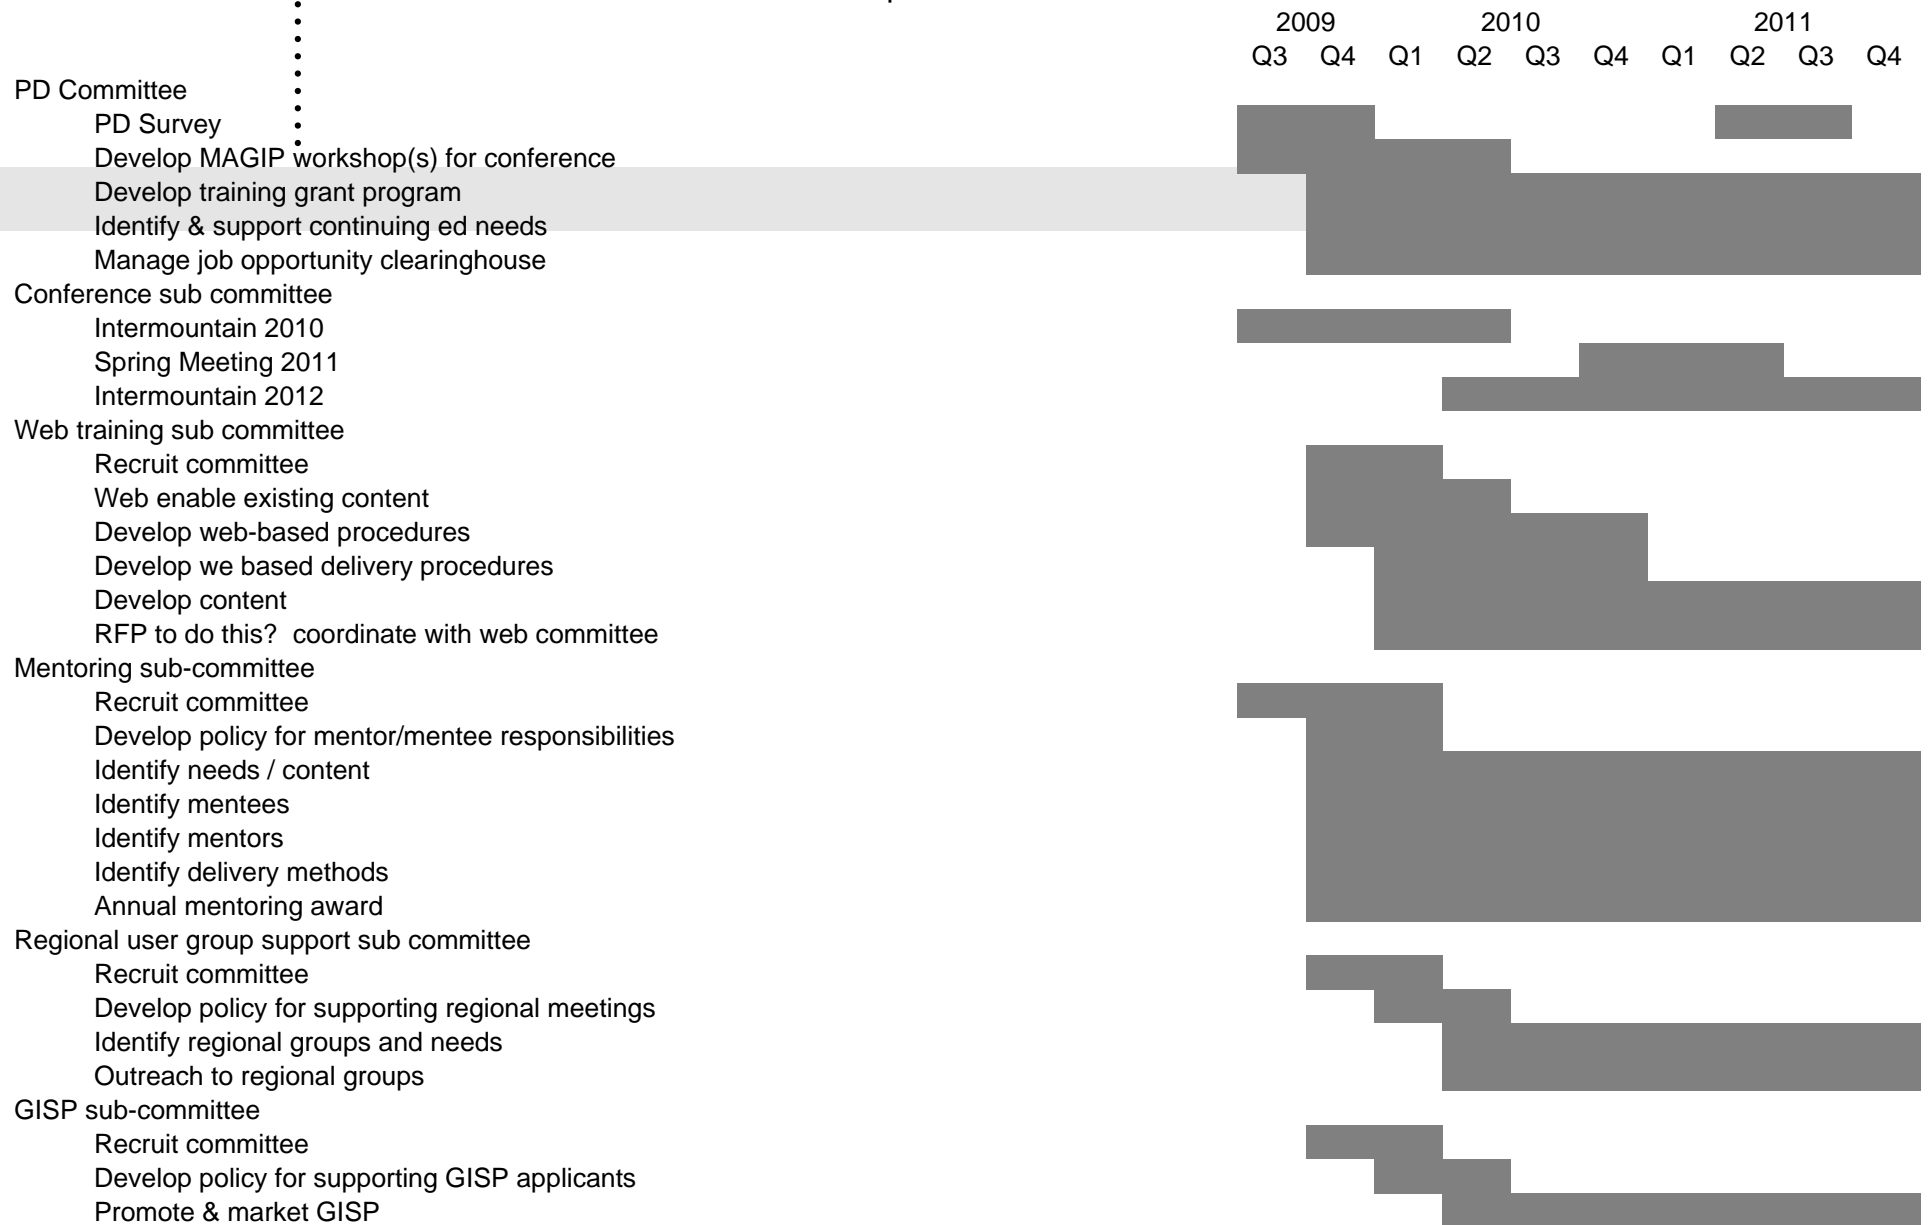 2009 2010 2011
Q3 Q4 Q1 Q2 Q3 Q4 Q1 Q2 Q3 Q4
PD Committee
PD Survey
Develop MAGIP workshop(s) for conference
Develop training grant program
Identify & support continuing ed needs
Manage job opportunity clearinghouse
Conference sub committee
Intermountain 2010
Spring Meeting 2011
Intermountain 2012
Web training sub committee
Recruit committee
Web enable existing content
Develop web-based procedures
Develop we based delivery procedures
Develop content
RFP to do this?  coordinate with web committee
Mentoring sub-committee
Recruit committee
Develop policy for mentor/mentee responsibilities
Identify needs / content
Identify mentees
Identify mentors
Identify delivery methods
Annual mentoring award
Regional user group support sub committee
Recruit committee
Develop policy for supporting regional meetings
Identify regional groups and needs
Outreach to regional groups
GISP sub-committee
Recruit committee
Develop policy for supporting GISP applicants
Promote & market GISP